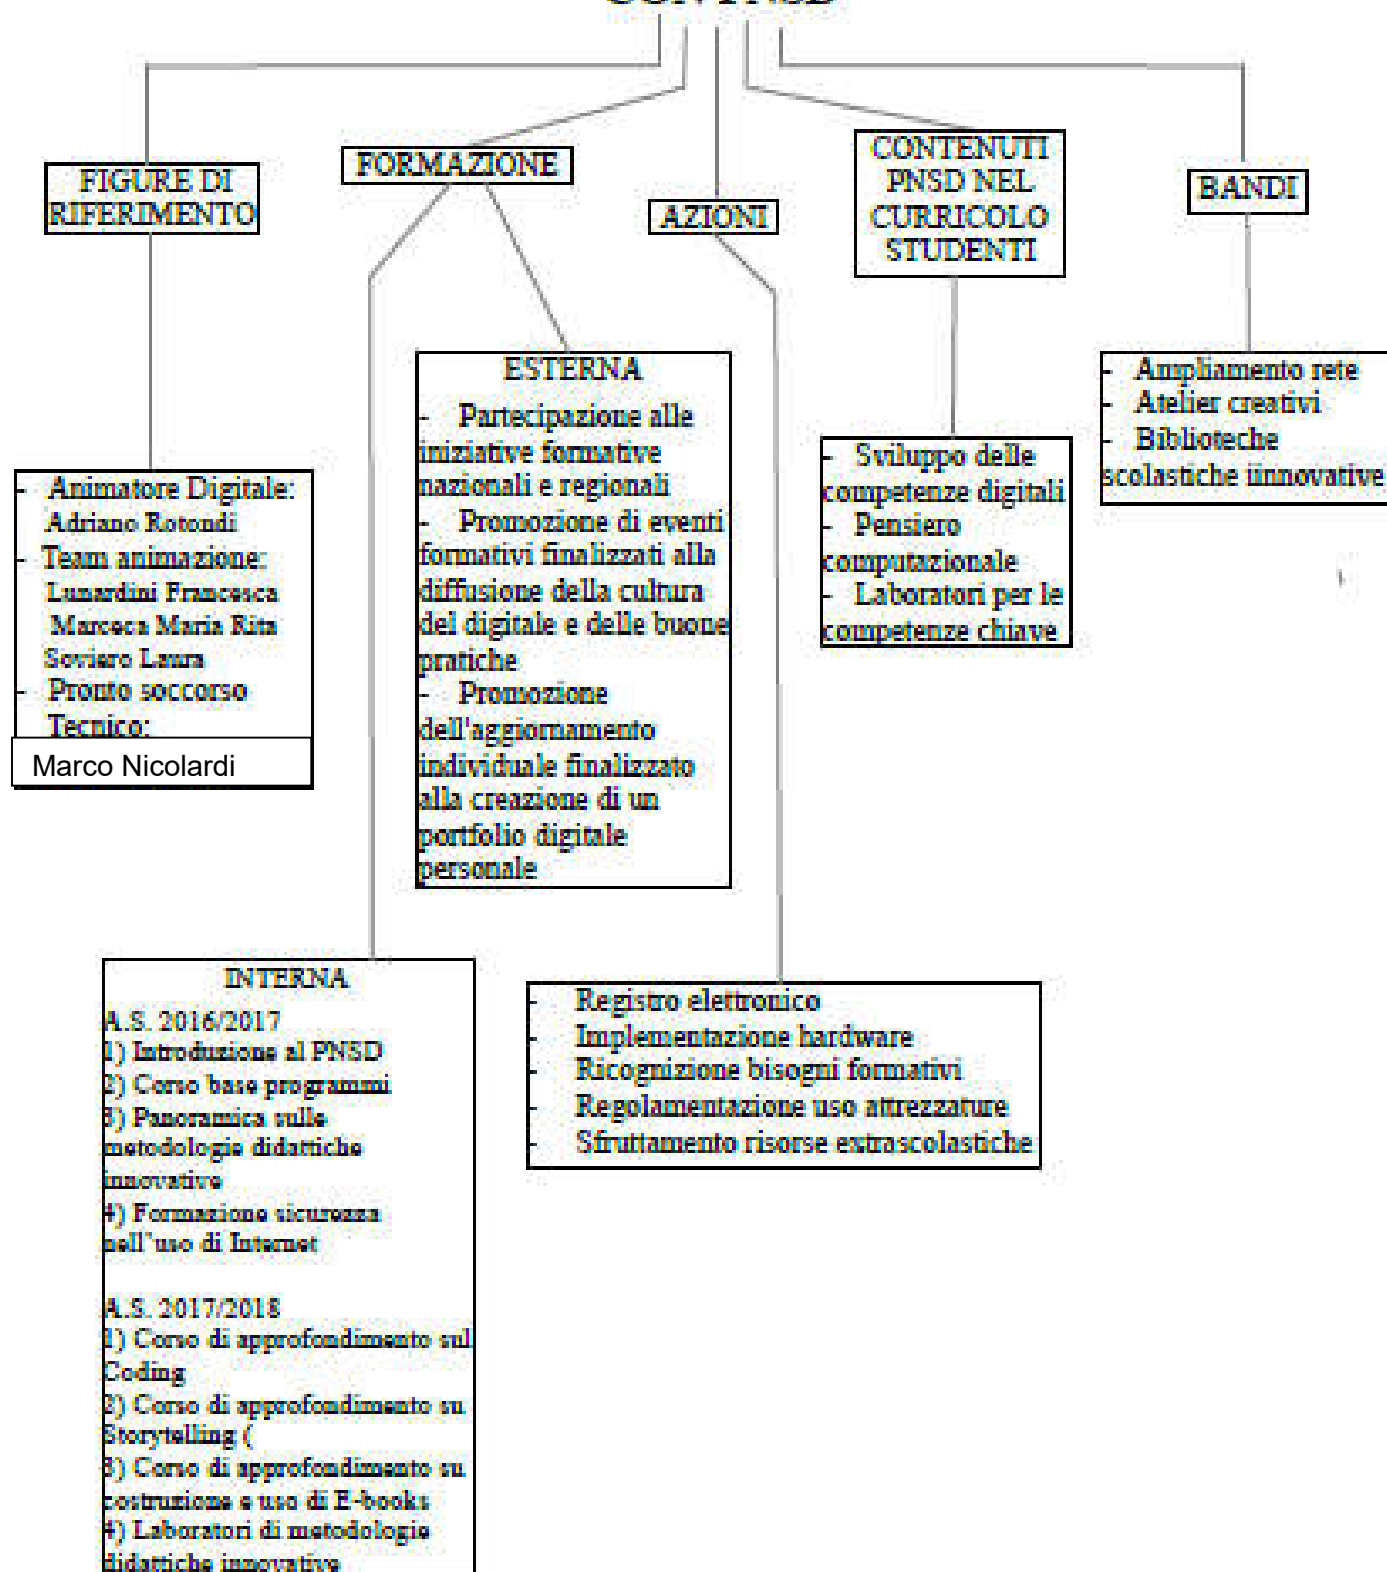 FIGURE DI
RIFERIMENTO
- Animatore Digitale:
Adriano Rotondi
- Team animazione:
Lunardini Francesca
Marceca Maria Rita
Soviero Laura
- Pronto soccorso
Tecnico:
Marco Nicolardi
FORMAZIONE
ESTERNA
- Partecipazione alle
iniziative formative
nazionali e regionali
- Promozione di eventi
formativi finalizzati alla
diffusione della cultura
del digitale e delle buone
pratiche
- Promozione
dell'aggiornamento
individuale finalizzato
alla creazione di un
portfolio digitale
personale
INTERNA
A.S. 2016/2017
1) Introduzione al PNSD
2) Corso base programmi
3) Panoramica sulle
metodologie didattiche
innovative
4) Formazione sicurezza
nell'uso di Internet
A.S. 2017/2018
1) Corso di approfondimento sul
Coding
2) Corso di approfondimento su
Storytelling (
3) Corso di approfondimento su
costruzione e uso di E-books
4) Laboratori di metodologie
didattiche innovative
AZIONI
- Registro elettronico
- Implementazione hardware
- Ricognizione bisogni formativi
- Regolamentazione uso attrezzature
- Sfruttamento risorse extrascolastiche
CONTENUTI
PNSD NEL
CURRICOLO
STUDENTI
- Sviluppo delle
competenze digitali
- Pensiero
computazionale
- Laboratori per le
competenze chiave
BANDI
- Ampliamento rete
- Atelier creativi
- Biblioteche
scolastiche iinnovative